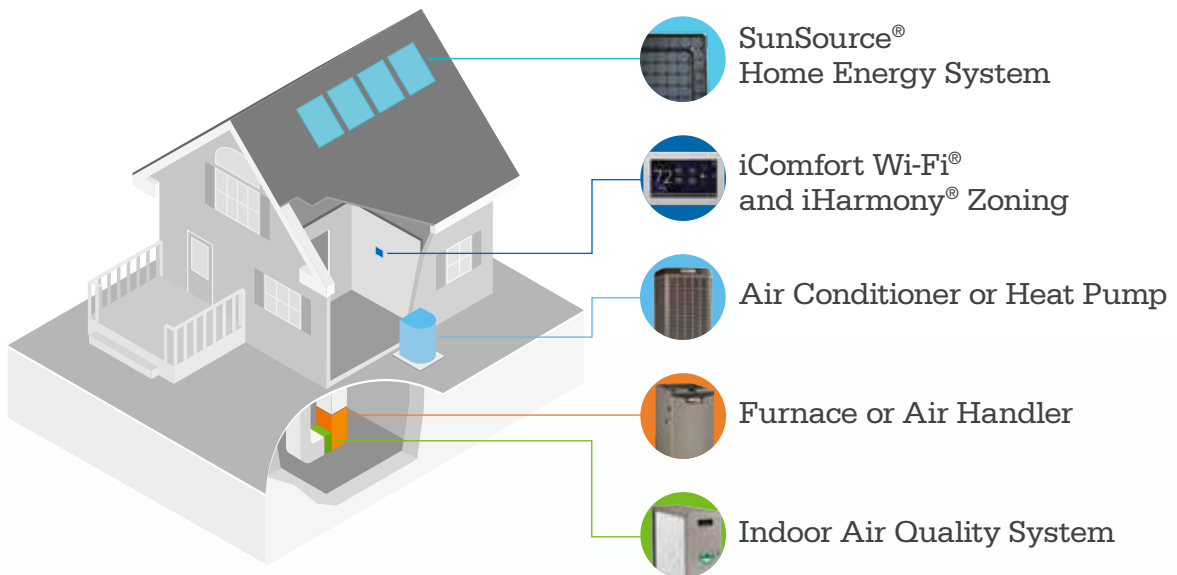 SunSource®
Home Energy System
iComfort Wi-Fi®
and iHarmony® Zoning
72
Air Conditioner or Heat Pump
Furnace or Air Handler
Indoor Air Quality System